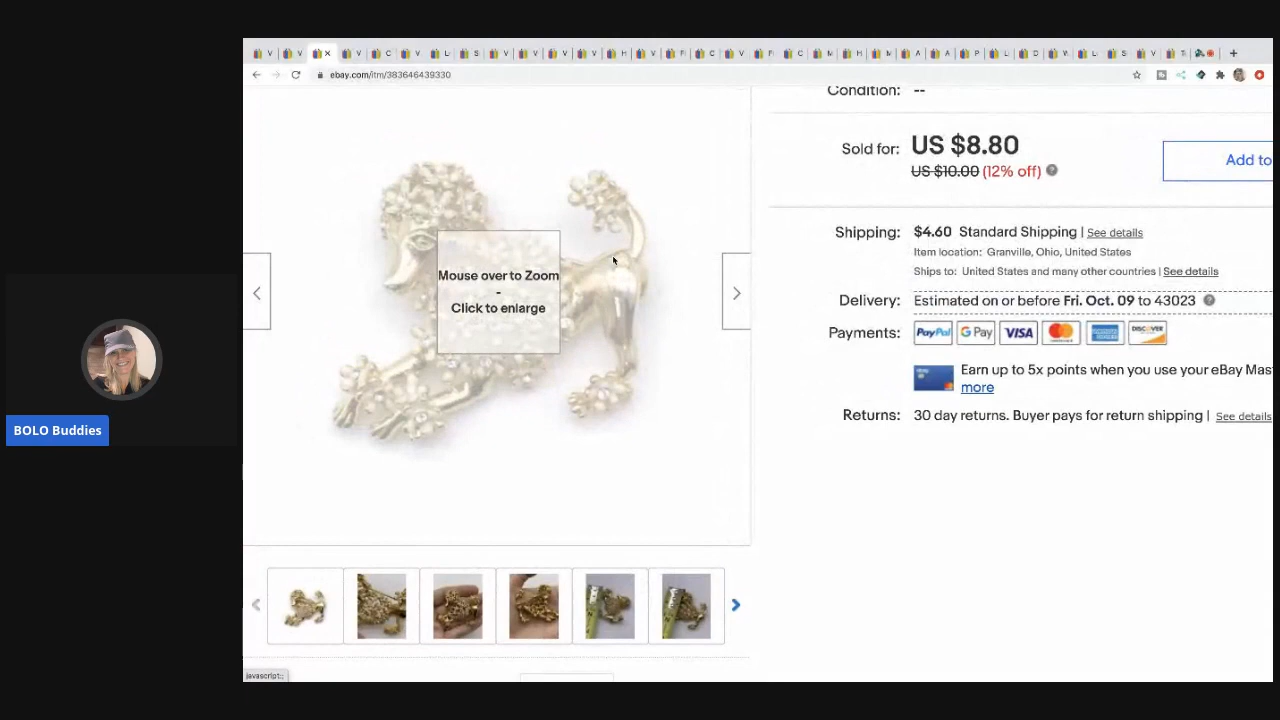 V
V
X
V
C
V
L
S
V
V
V
V
H
V
F
C
V
F
C
M
H
M
A
A
P
L
D
V
L
S
V
T
ebay.com/itm/383646439330
Condition: --
Sold for: US $8.80
US $10.00 (12% off)
Add to
Mouse over to Zoom
-
Click to enlarge
Shipping: $4.60 Standard Shipping | See details
Item location: Granville, Ohio, United States
Ships to: United States and many other countries | See details
Delivery: Estimated on or before Fri. Oct. 09 to 43023
Payments: PayPal G Pay VISA DISCOVER
Earn up to 5x points when you use your eBay Mas
more
Returns: 30 day returns. Buyer pays for return shipping | See details
BOLO Buddies
javascript:;